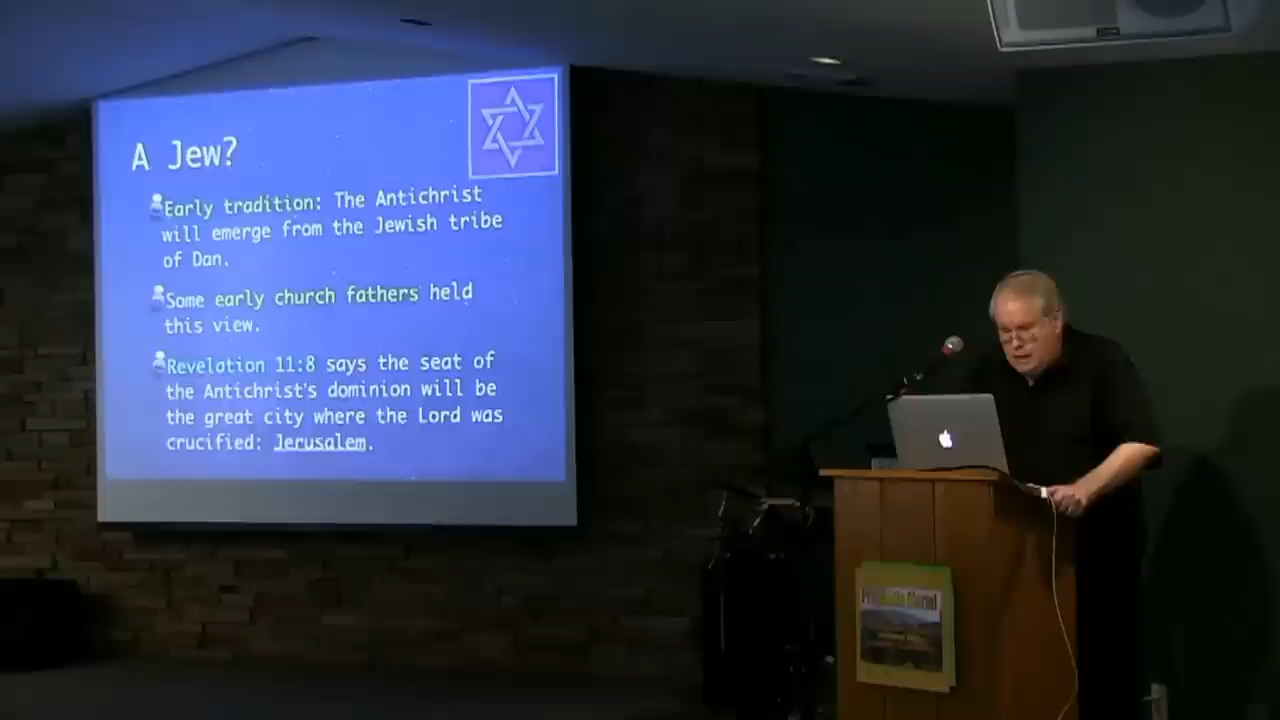 A Jew?
Early tradition: The Antichrist
will emerge from the Jewish tribe
of Dan.
Some early church fathers held
this view.
Revelation 11:8 says the seat of
the Antichrist's dominion will be
the great city where the Lord was
crucified: Jerusalem.